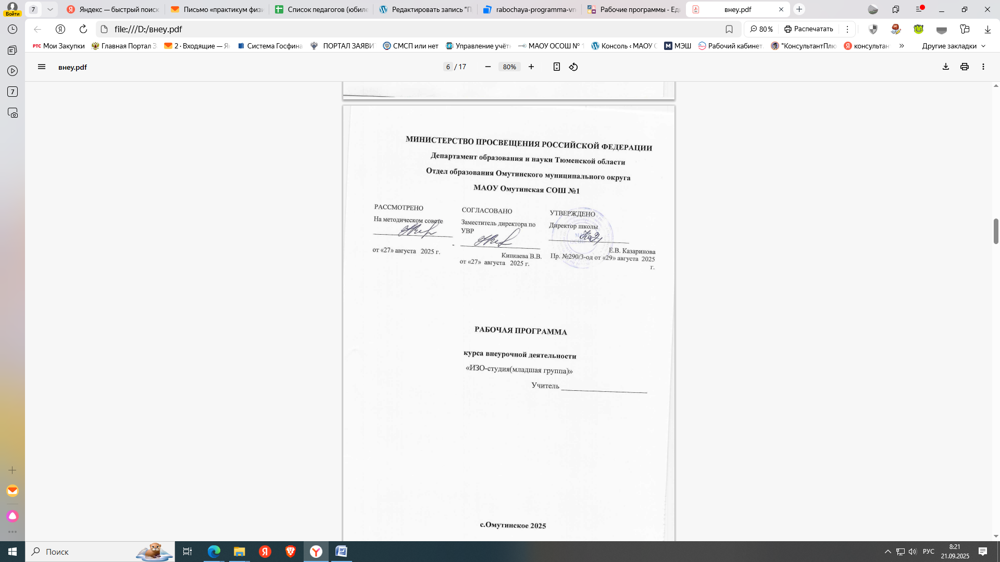 Войти
7
Яндекс — быстрый поиск
Письмо «практикум физи
Список педагогов (юбиле
Редактировать запись "П
rabochaya-programma-vn
Рабочие программы - Еди
внеу.pdf
file:///D:/внеу.pdf
80 %
Распечатать
РТС Мои Закупки
Главная Портал З
2 · Входящие — Ян
Система Госфина
ПОРТАЛ ЗАЯВИТ
СМСП или нет
Управление учётн
МАОУ ОСОШ № 1
Консоль ‹ МАОУ О
М МЭШ
Рабочий кабинет
"КонсультантПлю
консультан
»
Другие закладки
внеу.pdf
6 / 17
80%
7
МИНИСТЕРСТВО ПРОСВЕЩЕНИЯ РОССИЙСКОЙ ФЕДЕРАЦИИ
Департамент образования и науки Тюменской области
Отдел образования Омутинского муниципального округа
МАОУ Омутинская СОШ №1
РАССМОТРЕНО
На методическом совете
от «27» августа 2025 г.
СОГЛАСОВАНО
Заместитель директора по
УВР
Кипкаева В.В.
от «27» августа 2025 г.
УТВЕРЖДЕНО
Директор школы
Е.В. Казаринова
Пр. №290/3-од от «29» августа 2025
г.
РАБОЧАЯ ПРОГРАММА
курса внеурочной деятельности
«ИЗО-студия(младшая группа)»
Учитель
с.Омутинское 2025
Поиск
РУС
8:21
21.09.2025